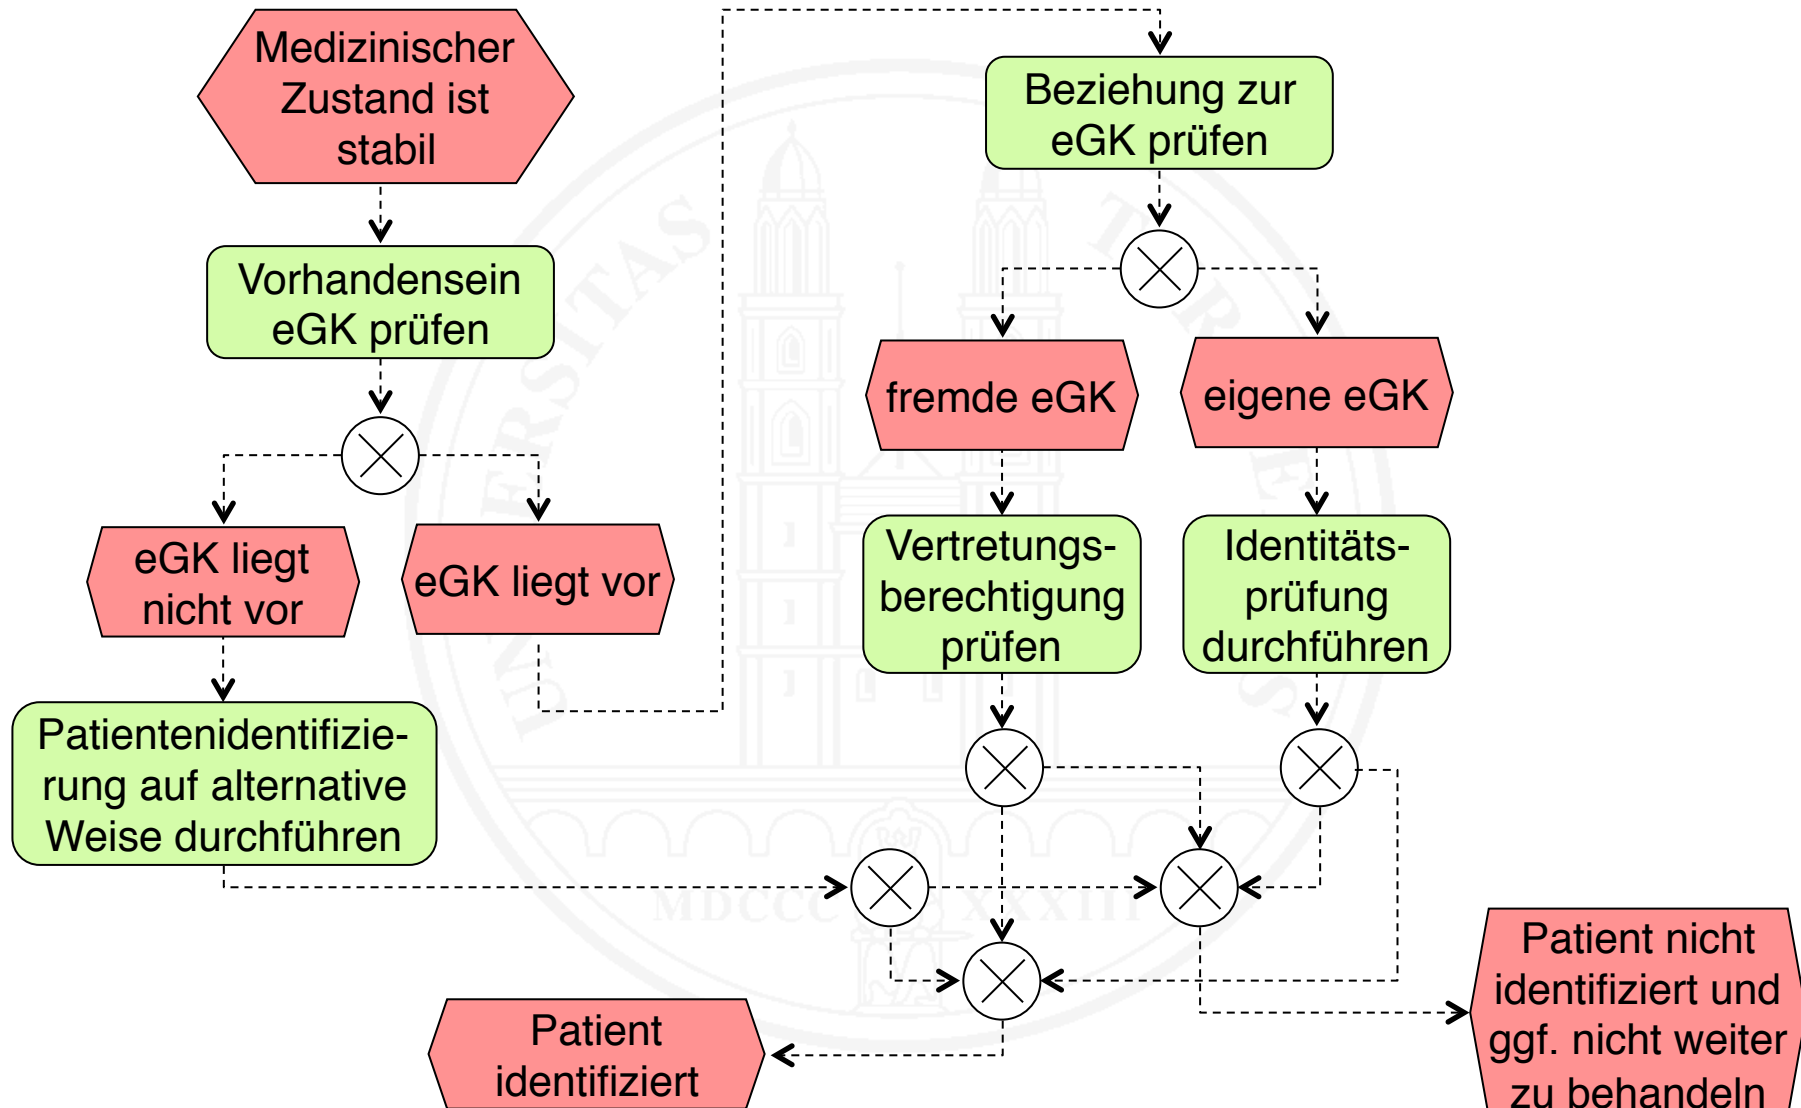 Medizinischer
Zustand ist
stabil
Vorhandensein
eGK prüfen
eGK liegt
nicht vor
eGK liegt vor
Patientenidentifizie-
rung auf alternative
Weise durchführen
Beziehung zur
eGK prüfen
fremde eGK
eigene eGK
Vertretungs-
berechtigung
prüfen
Identitäts-
prüfung
durchführen
Patient
identifiziert
Patient nicht
identifiziert und
ggf. nicht weiter
zu behandeln
MDCCC XXXIII